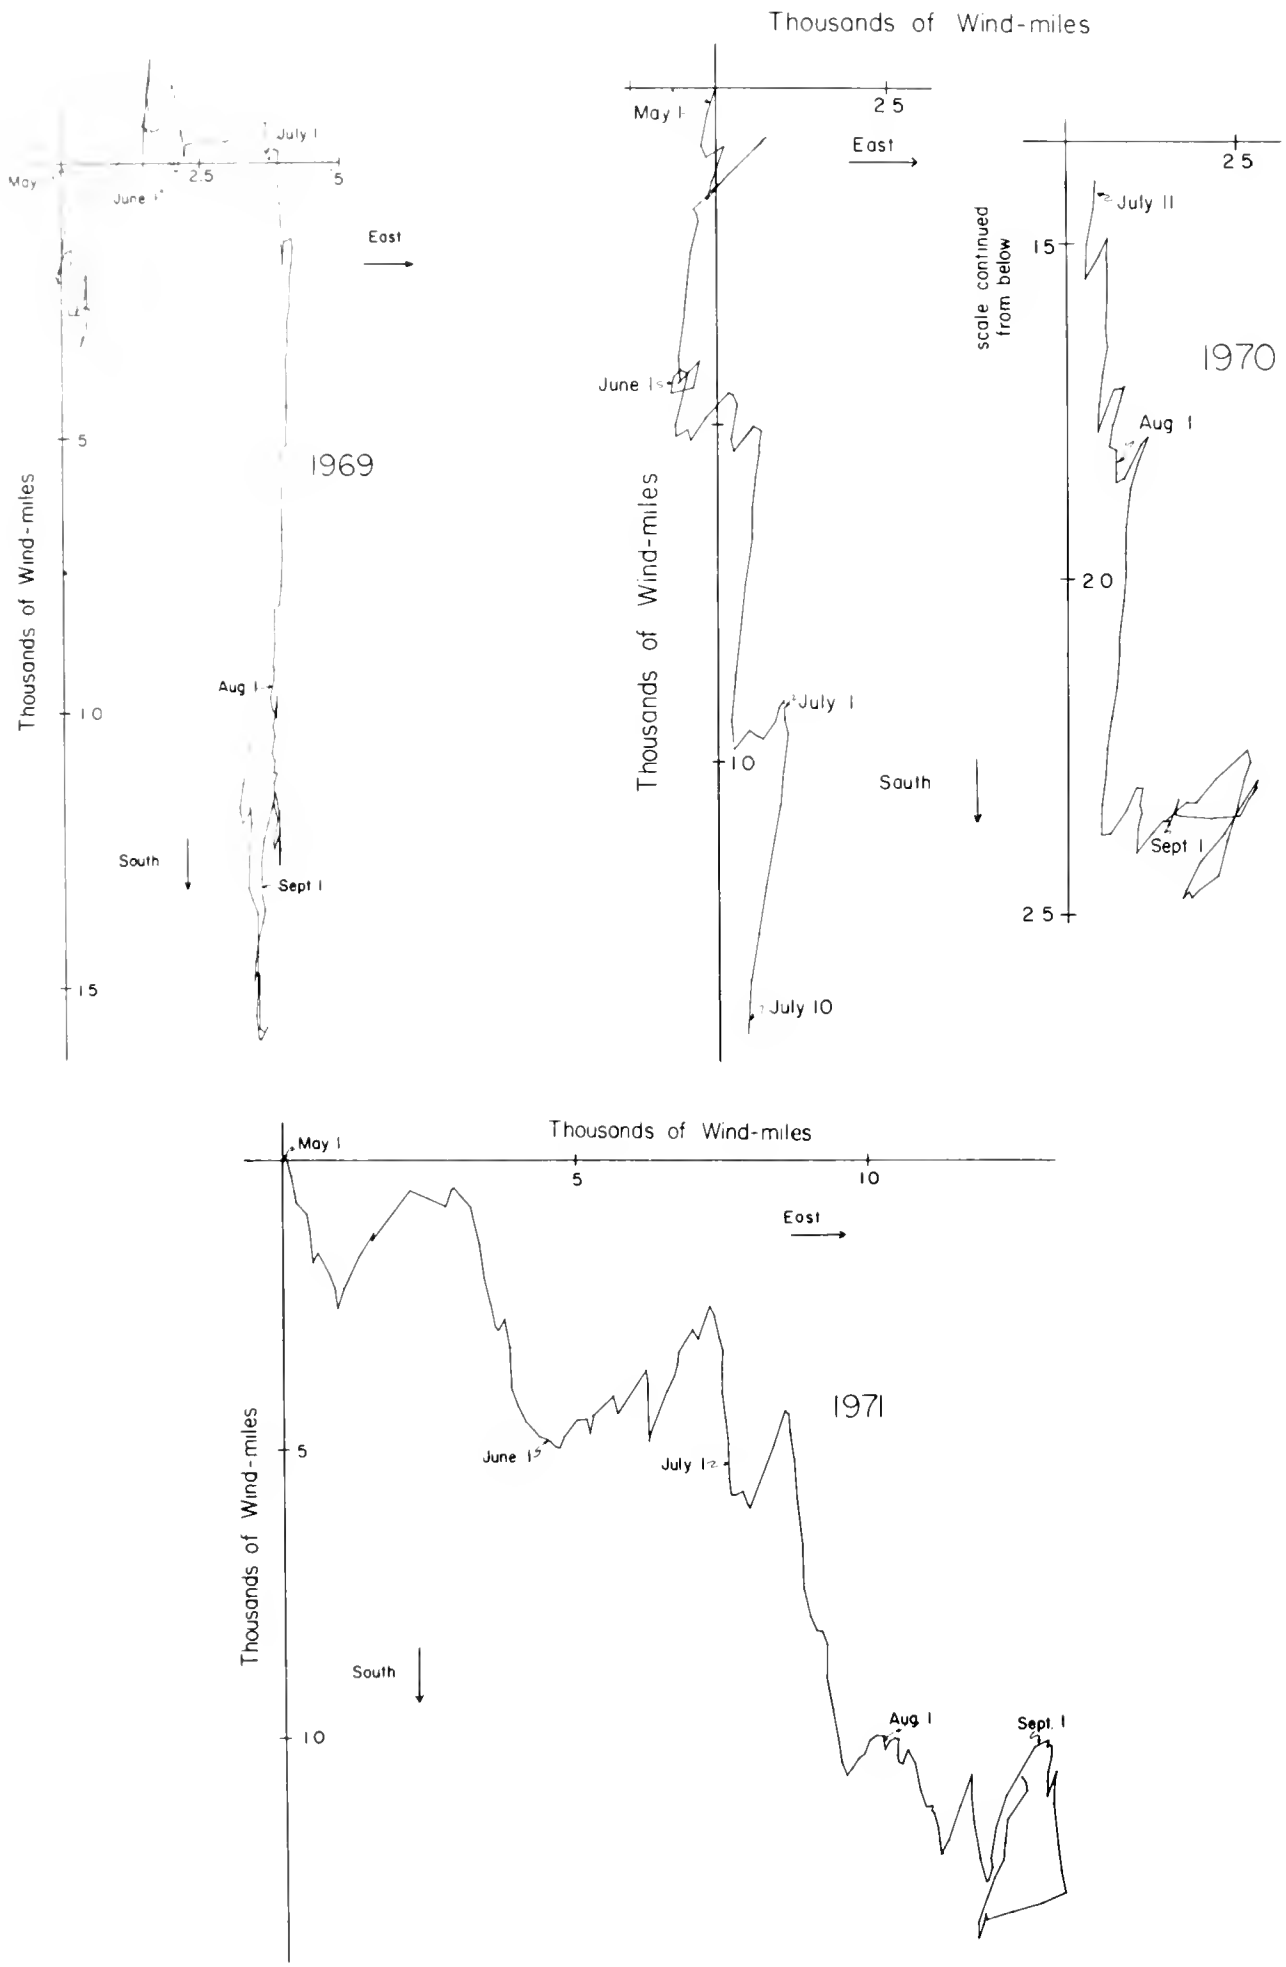 Thousands of Wind-miles
July 1
2.5
5
May
June 1
East
5
1969
Thousands of Wind-miles
Aug 1
10
South
Sept 1
15
25
May 1
East
June 1
Thousands of Wind-miles
July 1
10
South
July 10
25
July 11
scale continued
from below
15
1970
Aug 1
20
Sept 1
25
Thousands of Wind-miles
May 1
5
10
East
1971
5
June 1
July 1
Thousands of Wind-miles
South
10
Aug. 1
Sept. 1